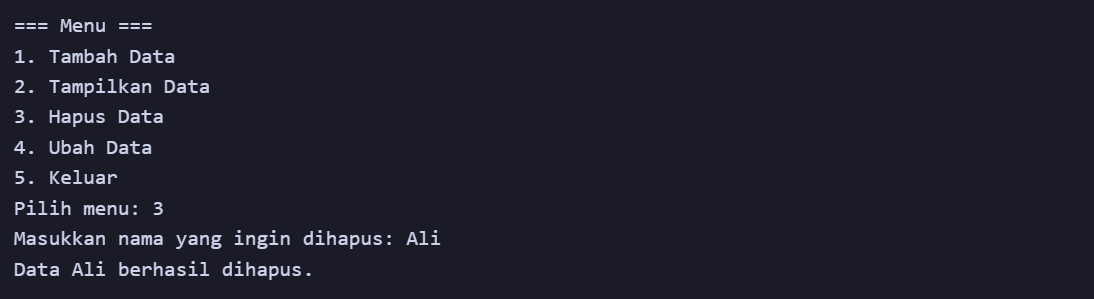 === Menu ===
1. Tambah Data
2. Tampilkan Data
3. Hapus Data
4. Ubah Data
5. Keluar
Pilih menu: 3
Masukkan nama yang ingin dihapus: Ali
Data Ali berhasil dihapus.